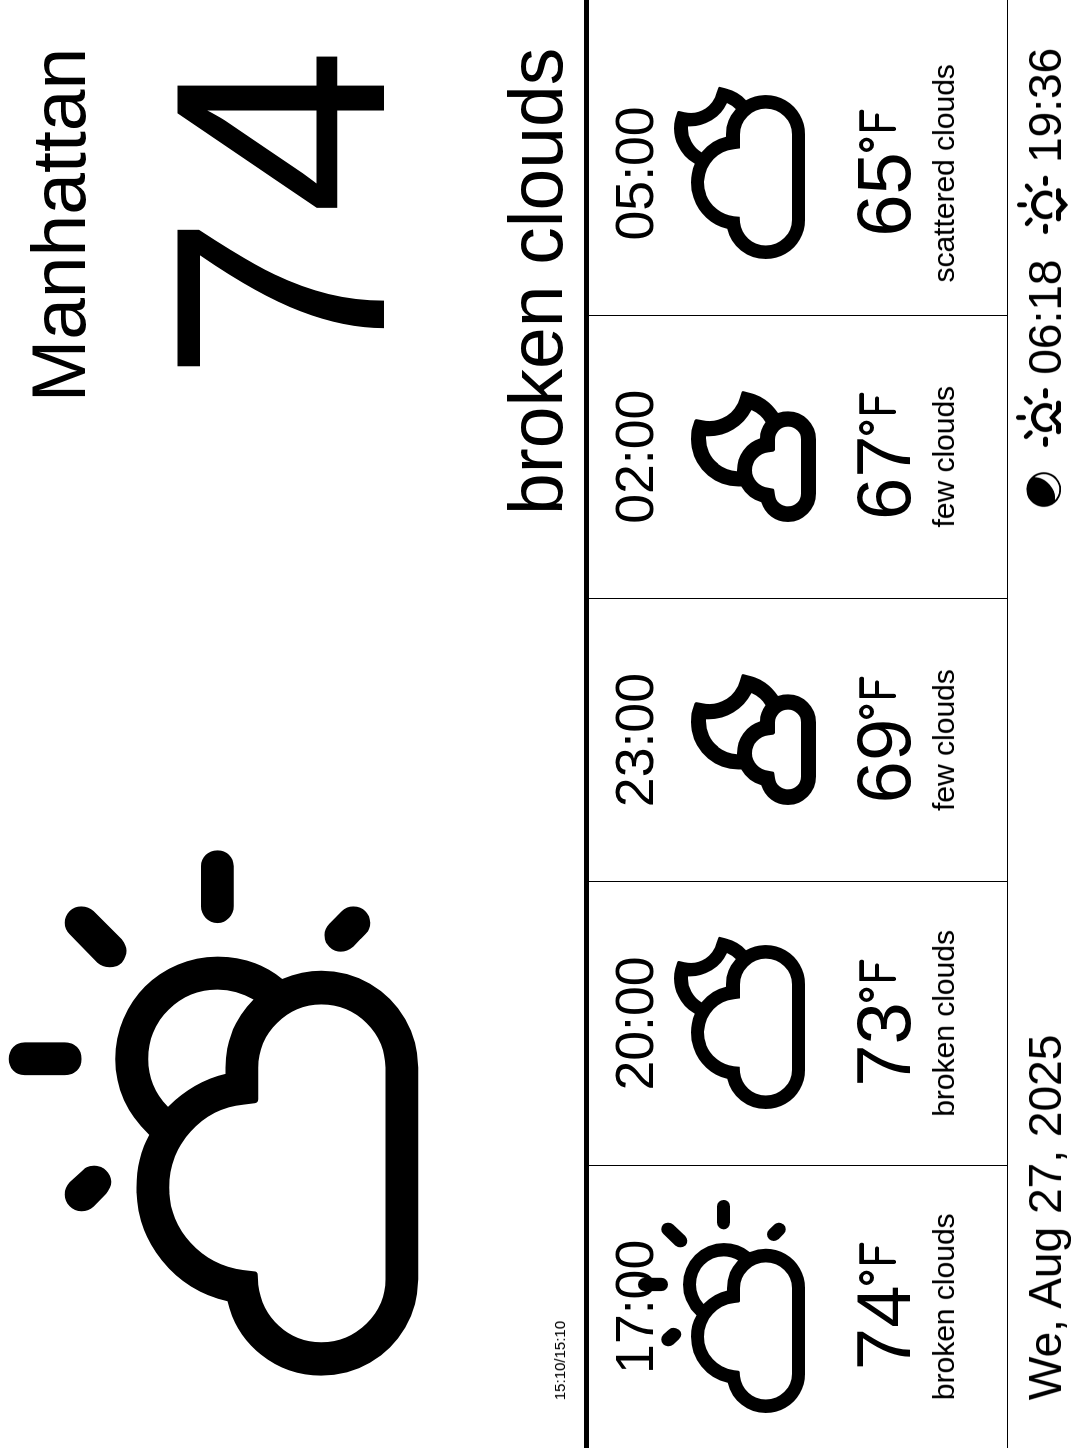 Manhattan
74
broken clouds
15:10/15:10
17:00
74°F
broken clouds
20:00
73°F
broken clouds
23:00
69°F
few clouds
02:00
67°F
few clouds
05:00
65°F
scattered clouds
We, Aug 27, 2025
06:18
19:36